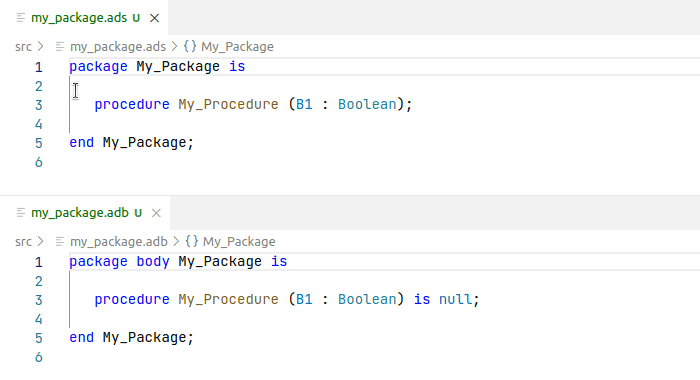 my_package.ads U ×
src > my_package.ads > {} My_Package
1 package My_Package is
2
3 procedure My_Procedure (B1 : Boolean);
4
5 end My_Package;
6
my_package.adb U ×
src > my_package.adb > {} My_Package
1 package body My_Package is
2
3 procedure My_Procedure (B1 : Boolean) is null;
4
5 end My_Package;
6